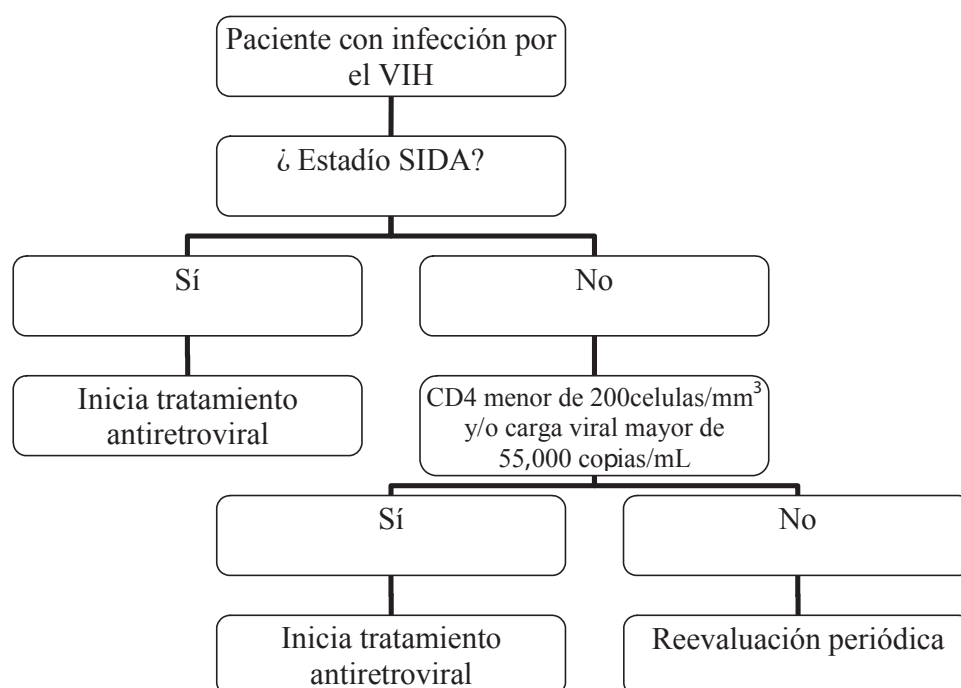 Paciente con infección por
el VIH
¿ Estadío SIDA?
Sí
No
Inicia tratamiento
antiretroviral
CD4 menor de 200celulas/mm³
y/o carga viral mayor de
55,000 copias/mL
Sí
No
Inicia tratamiento
antiretroviral
Reevaluación periódica